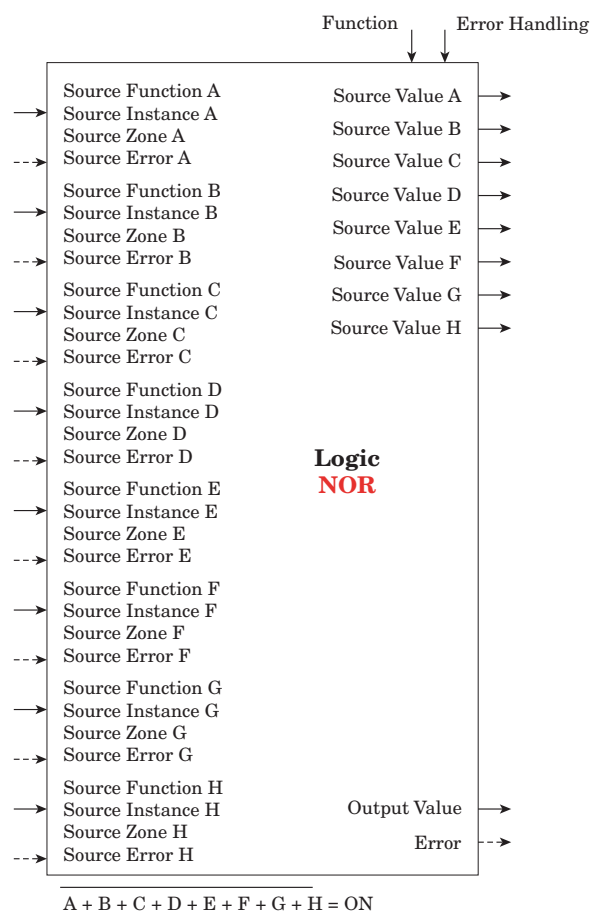 Function
Error Handling
Source Function A
Source Instance A
Source Zone A
Source Error A
Source Function B
Source Instance B
Source Zone B
Source Error B
Source Function C
Source Instance C
Source Zone C
Source Error C
Source Function D
Source Instance D
Source Zone D
Source Error D
Source Function E
Source Instance E
Source Zone E
Source Error E
Source Function F
Source Instance F
Source Zone F
Source Error F
Source Function G
Source Instance G
Source Zone G
Source Error G
Source Function H
Source Instance H
Source Zone H
Source Error H
Source Value A
Source Value B
Source Value C
Source Value D
Source Value E
Source Value F
Source Value G
Source Value H
Logic
NOR
Output Value
Error
A + B + C + D + E + F + G + H = ON